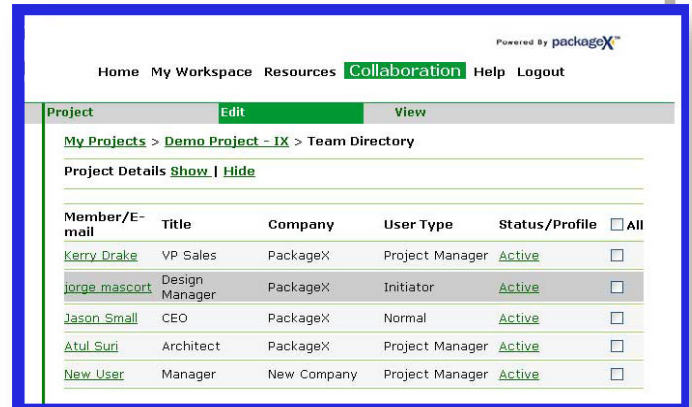 Powered By packageX™
Home My Workspace Resources Collaboration Help Logout
Project Edit View
My Projects > Demo Project - IX > Team Directory
Project Details Show | Hide
Member/E-mail Title Company User Type Status/Profile All
Kerry Drake VP Sales PackageX Project Manager Active
jorge mascort Design Manager PackageX Initiator Active
Jason Small CEO PackageX Normal Active
Atul Suri Architect PackageX Project Manager Active
New User Manager New Company Project Manager Active